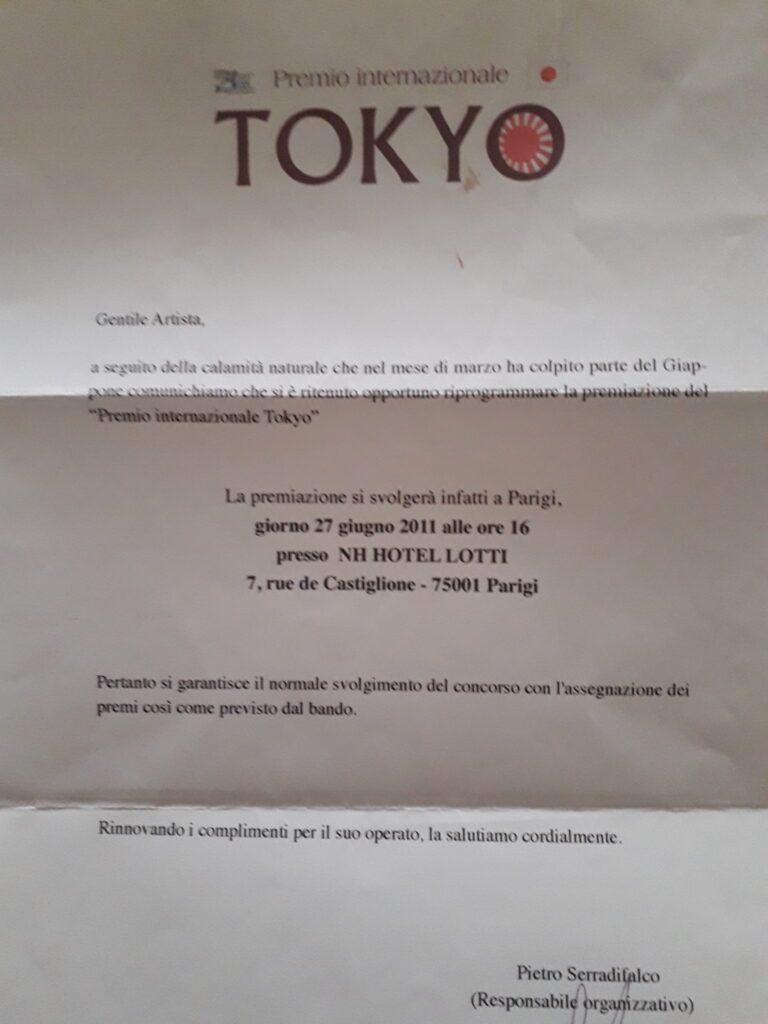 Premio internazionale
TOKYO
Gentile Artista,
a seguito della calamità naturale che nel mese di marzo ha colpito parte del Giap-
pone comunichiamo che si è ritenuto opportuno riprogrammare la premiazione del
“Premio internazionale Tokyo”
La premiazione si svolgerà infatti a Parigi,
giorno 27 giugno 2011 alle ore 16
presso NH HOTEL LOTTI
7, rue de Castiglione - 75001 Parigi
Pertanto si garantisce il normale svolgimento del concorso con l'assegnazione dei
premi così come previsto dal bando.
Rinnovando i complimenti per il suo operato, la salutiamo cordialmente.
Pietro Serradifalco
(Responsabile organizzativo)